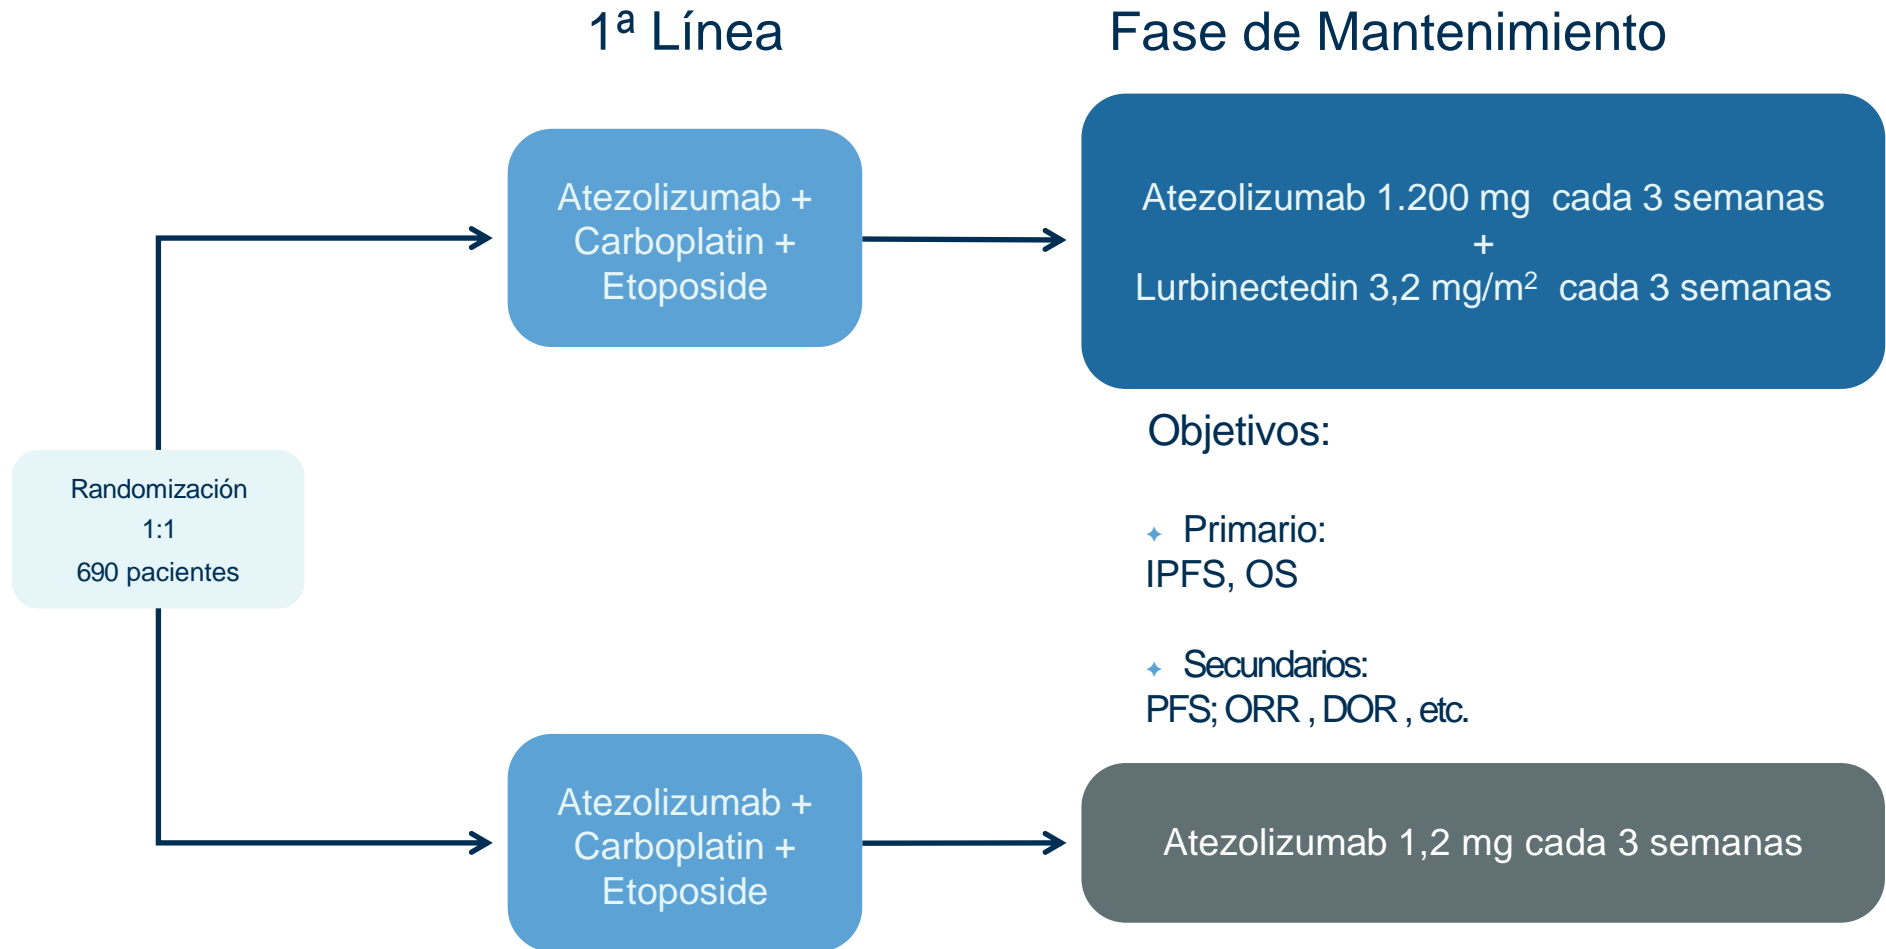 1ª Línea
Fase de Mantenimiento
Atezolizumab +
Carboplatin +
Etoposide
Atezolizumab 1.200 mg  cada 3 semanas
+
Lurbinectedin 3,2 mg/m²  cada 3 semanas
Objetivos:
Randomización
1:1
690 pacientes
✦ Primario:
IPFS, OS
✦ Secundarios:
PFS; ORR , DOR , etc.
Atezolizumab +
Carboplatin +
Etoposide
Atezolizumab 1,2 mg cada 3 semanas